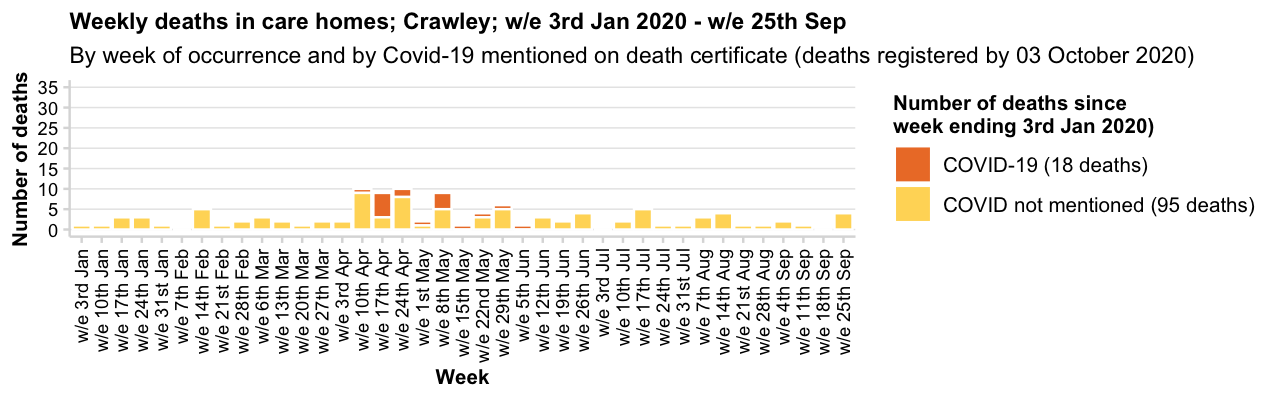 Weekly deaths in care homes; Crawley; w/e 3rd Jan 2020 - w/e 25th Sep
By week of occurrence and by Covid-19 mentioned on death certificate (deaths registered by 03 October 2020)
Number of deaths
35
30
25
20
15
10
5
0
w/e 3rd Jan
w/e 10th Jan
w/e 17th Jan
w/e 24th Jan
w/e 31st Jan
w/e 7th Feb
w/e 14th Feb
w/e 21st Feb
w/e 28th Feb
w/e 6th Mar
w/e 13th Mar
w/e 20th Mar
w/e 27th Mar
w/e 3rd Apr
w/e 10th Apr
w/e 17th Apr
w/e 24th Apr
w/e 1st May
w/e 8th May
w/e 15th May
w/e 22nd May
w/e 29th May
w/e 5th Jun
w/e 12th Jun
w/e 19th Jun
w/e 26th Jun
w/e 3rd Jul
w/e 10th Jul
w/e 17th Jul
w/e 24th Jul
w/e 31st Jul
w/e 7th Aug
w/e 14th Aug
w/e 21st Aug
w/e 28th Aug
w/e 4th Sep
w/e 11th Sep
w/e 18th Sep
w/e 25th Sep
Week
Number of deaths since
week ending 3rd Jan 2020)
COVID-19 (18 deaths)
COVID not mentioned (95 deaths)